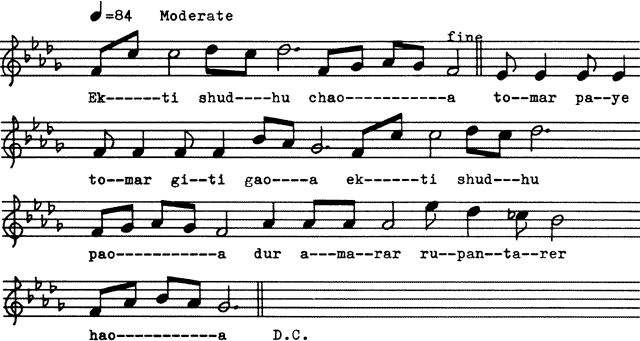 =84 Moderate
fine
Ek------ti shud----hu chao------------a to--mar pa--ye
to--mar gi--ti gao----a ek------ti shud---hu
pao------------a dur a---ma--rar ru--pan--ta--rer
hao------------a D.C.